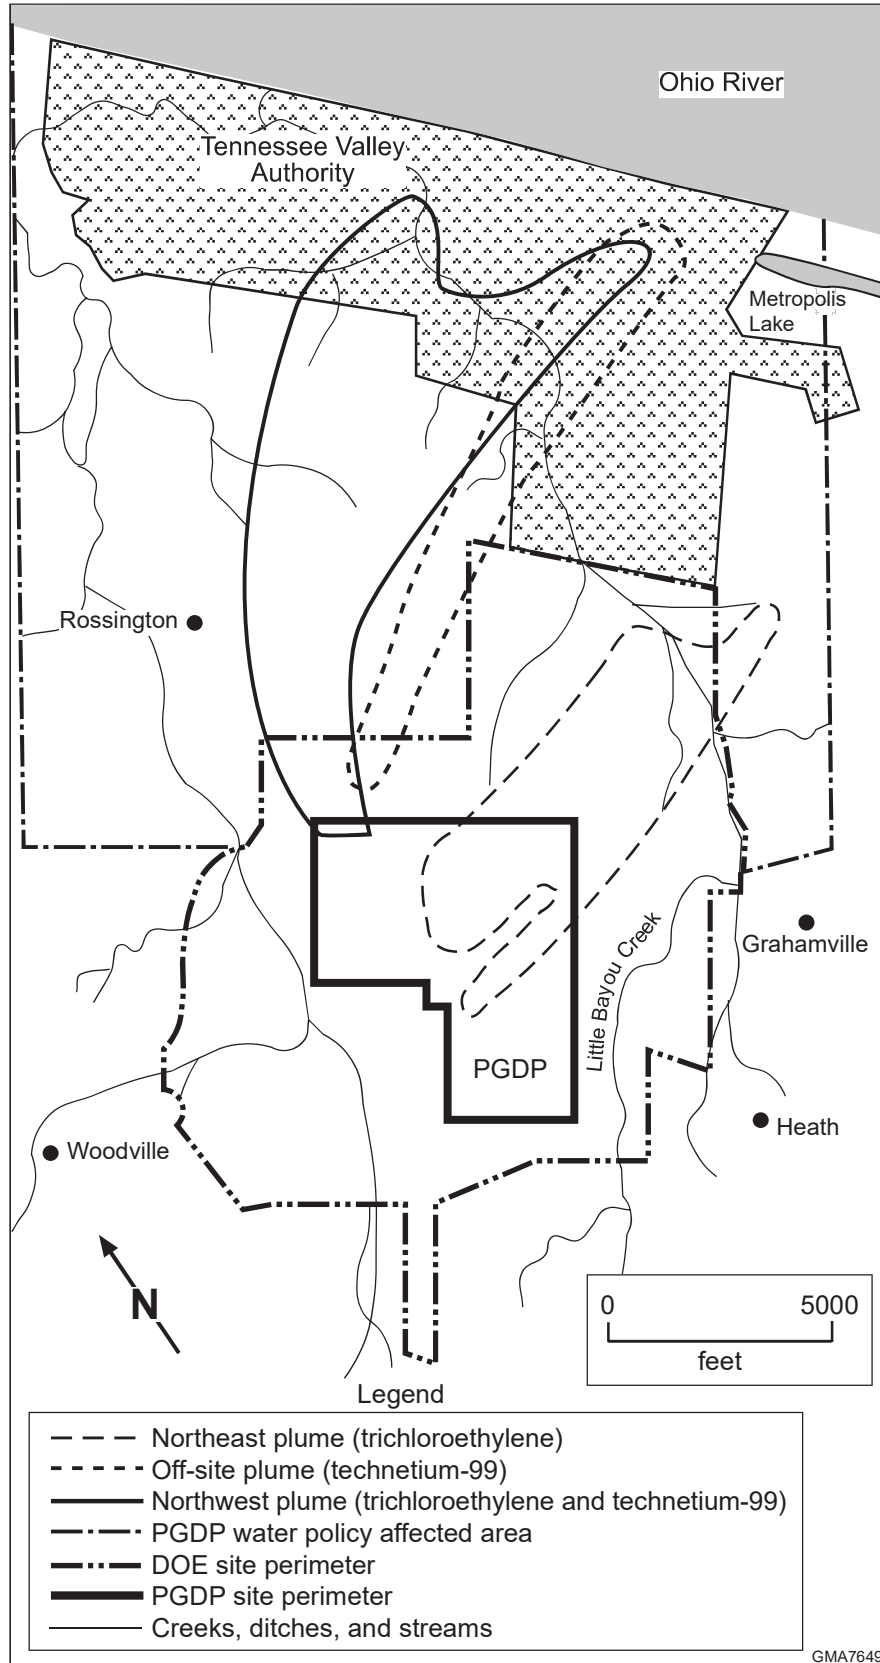 Ohio River
Tennessee Valley
Authority
Metropolis
Lake
Rossington
Little Bayou Creek
Grahamville
PGDP
Heath
Woodville
N
0 5000
feet
Legend
Northeast plume (trichloroethylene)
Off-site plume (technetium-99)
Northwest plume (trichloroethylene and technetium-99)
PGDP water policy affected area
DOE site perimeter
PGDP site perimeter
Creeks, ditches, and streams
GMA7649